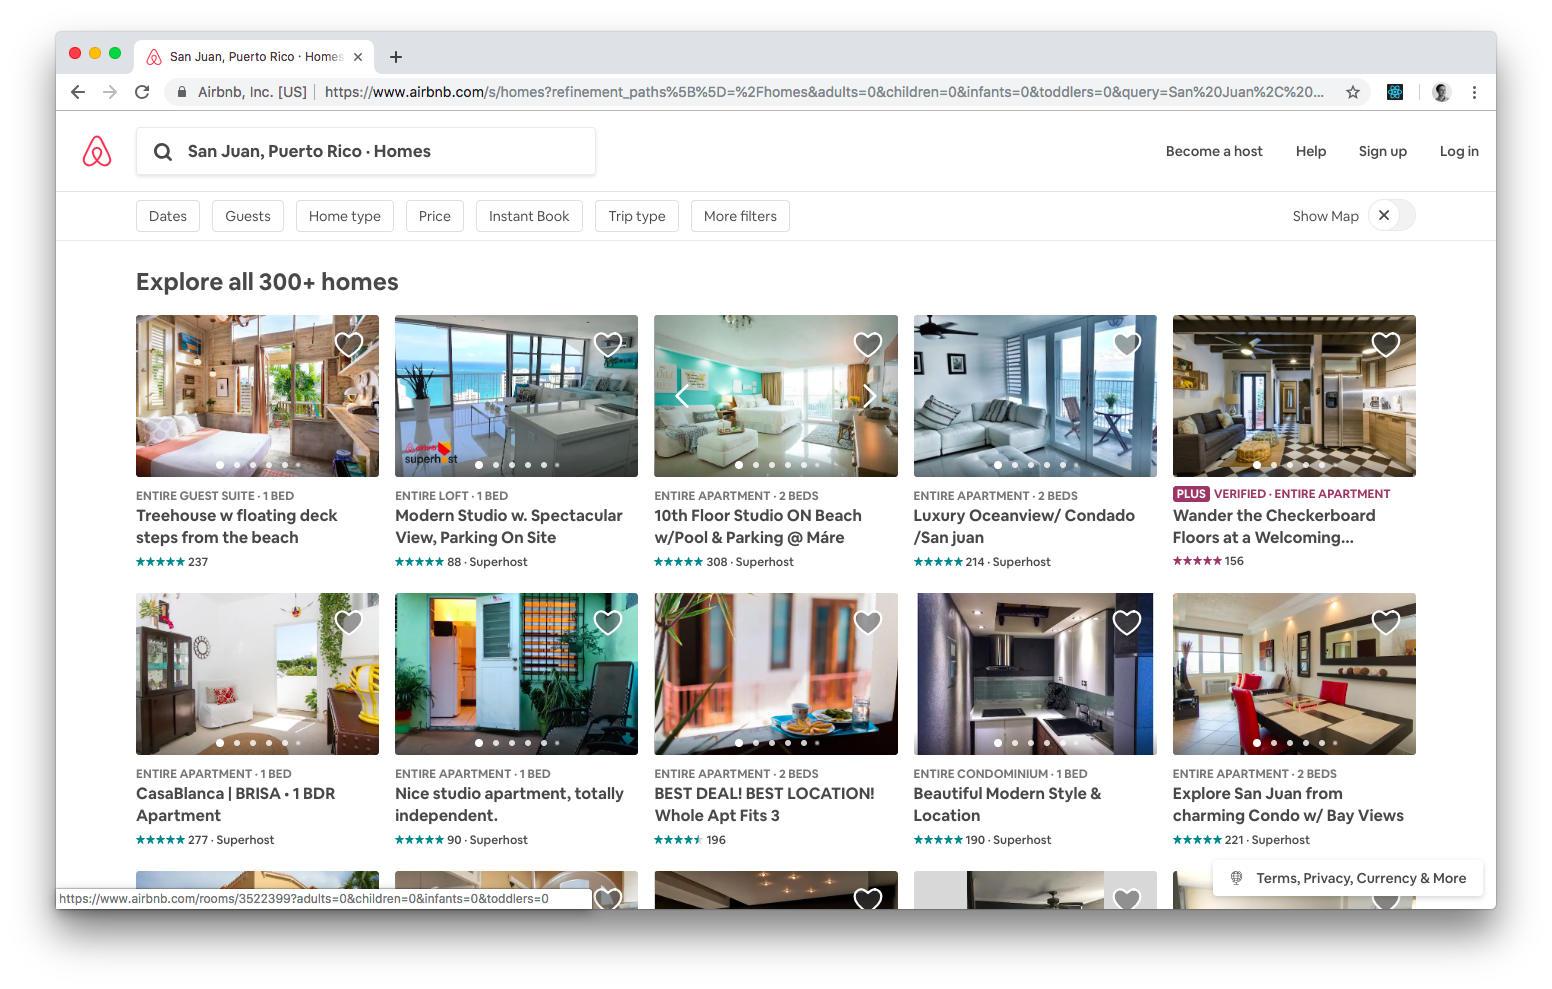 San Juan, Puerto Rico · Homes
Airbnb, Inc. [US]
https://www.airbnb.com/s/homes?refinement_paths%5B%5D=%2Fhomes&adults=0&children=0&infants=0&toddlers=0&query=San%20Juan%2C%20...
San Juan, Puerto Rico · Homes
Become a host
Help
Sign up
Log in
Dates
Guests
Home type
Price
Instant Book
Trip type
More filters
Show Map
Explore all 300+ homes
airbnb
superhost
ENTIRE GUEST SUITE · 1 BED
Treehouse w floating deck
steps from the beach
237
ENTIRE LOFT · 1 BED
Modern Studio w. Spectacular
View, Parking On Site
88 · Superhost
ENTIRE APARTMENT · 2 BEDS
10th Floor Studio ON Beach
w/Pool & Parking @ Máre
308 · Superhost
ENTIRE APARTMENT · 2 BEDS
Luxury Oceanview/ Condado
/San juan
214 · Superhost
PLUS VERIFIED · ENTIRE APARTMENT
Wander the Checkerboard
Floors at a Welcoming...
156
ENTIRE APARTMENT · 1 BED
CasaBlanca | BRISA • 1 BDR
Apartment
277 · Superhost
ENTIRE APARTMENT · 1 BED
Nice studio apartment, totally
independent.
90 · Superhost
ENTIRE APARTMENT · 2 BEDS
BEST DEAL! BEST LOCATION!
Whole Apt Fits 3
196
ENTIRE CONDOMINIUM · 1 BED
Beautiful Modern Style &
Location
190 · Superhost
ENTIRE APARTMENT · 2 BEDS
Explore San Juan from
charming Condo w/ Bay Views
221 · Superhost
Terms, Privacy, Currency & More
https://www.airbnb.com/rooms/3522399?adults=0&children=0&infants=0&toddlers=0